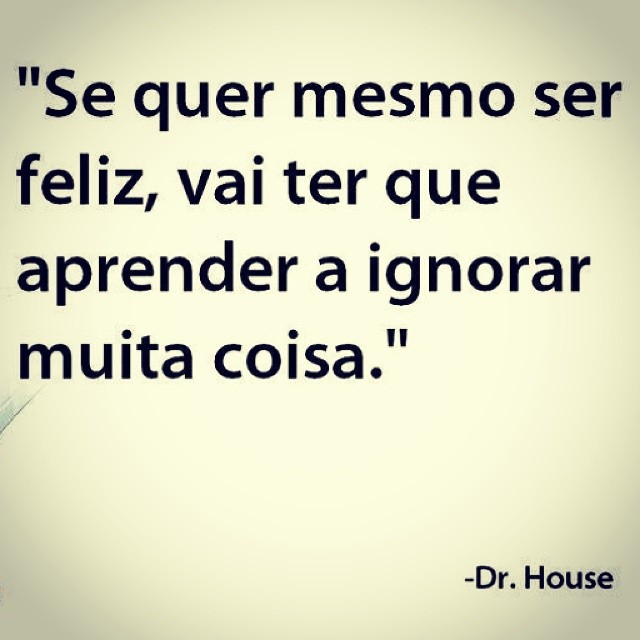 "Se quer mesmo ser
feliz, vai ter que
aprender a ignorar
muita coisa."
-Dr. House